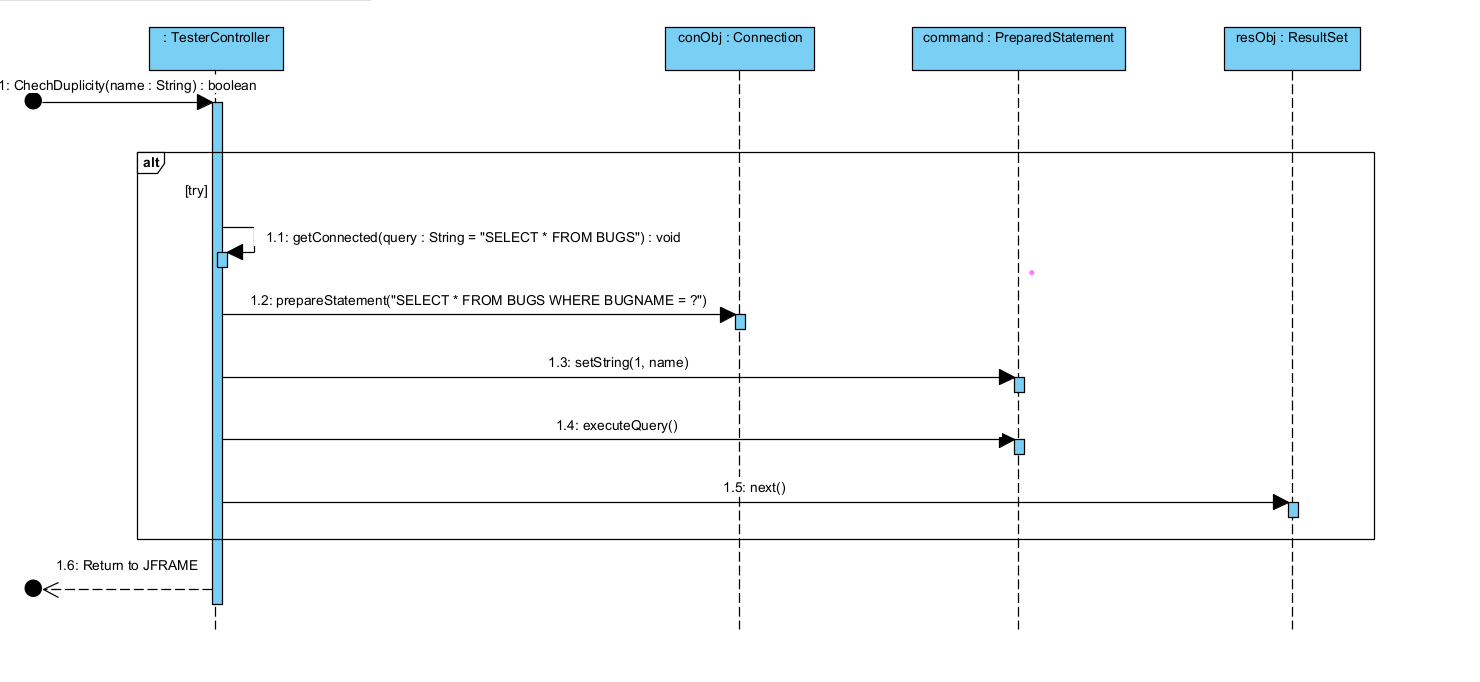 : TesterController
conObj : Connection
command : PreparedStatement
resObj : ResultSet
1: ChechDuplicity(name : String) : boolean
alt
[try]
1.1: getConnected(query : String = "SELECT * FROM BUGS") : void
1.2: prepareStatement("SELECT * FROM BUGS WHERE BUGNAME = ?")
1.3: setString(1, name)
1.4: executeQuery()
1.5: next()
1.6: Return to JFRAME